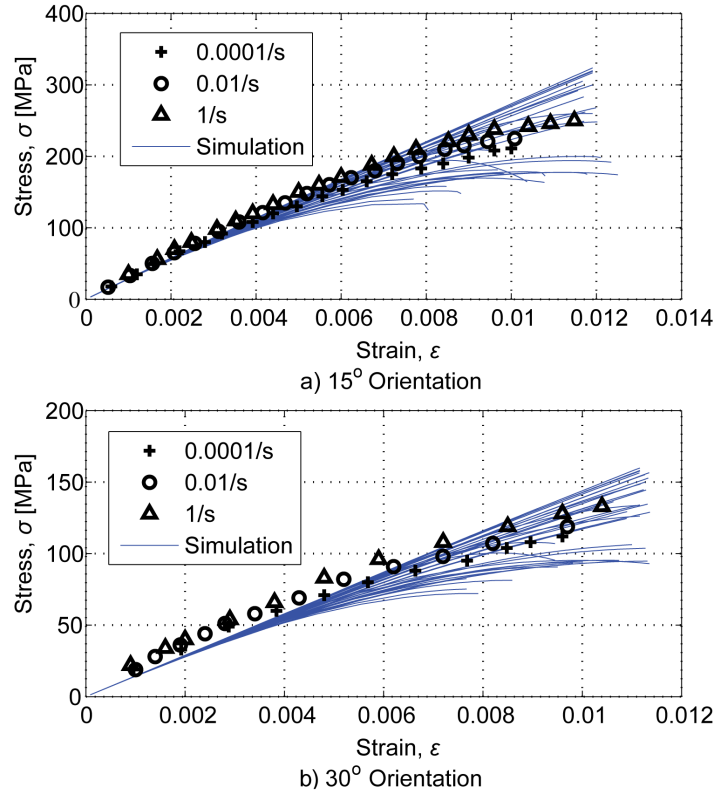 400
300
200
100
0
Stress, σ [MPa]
0.0001/s
0.01/s
1/s
Simulation
0 0.002 0.004 0.006 0.008 0.01 0.012 0.014
Strain, ε
a) 15° Orientation
200
150
100
50
0
Stress, σ [MPa]
0.0001/s
0.01/s
1/s
Simulation
0 0.002 0.004 0.006 0.008 0.01 0.012
Strain, ε
b) 30° Orientation